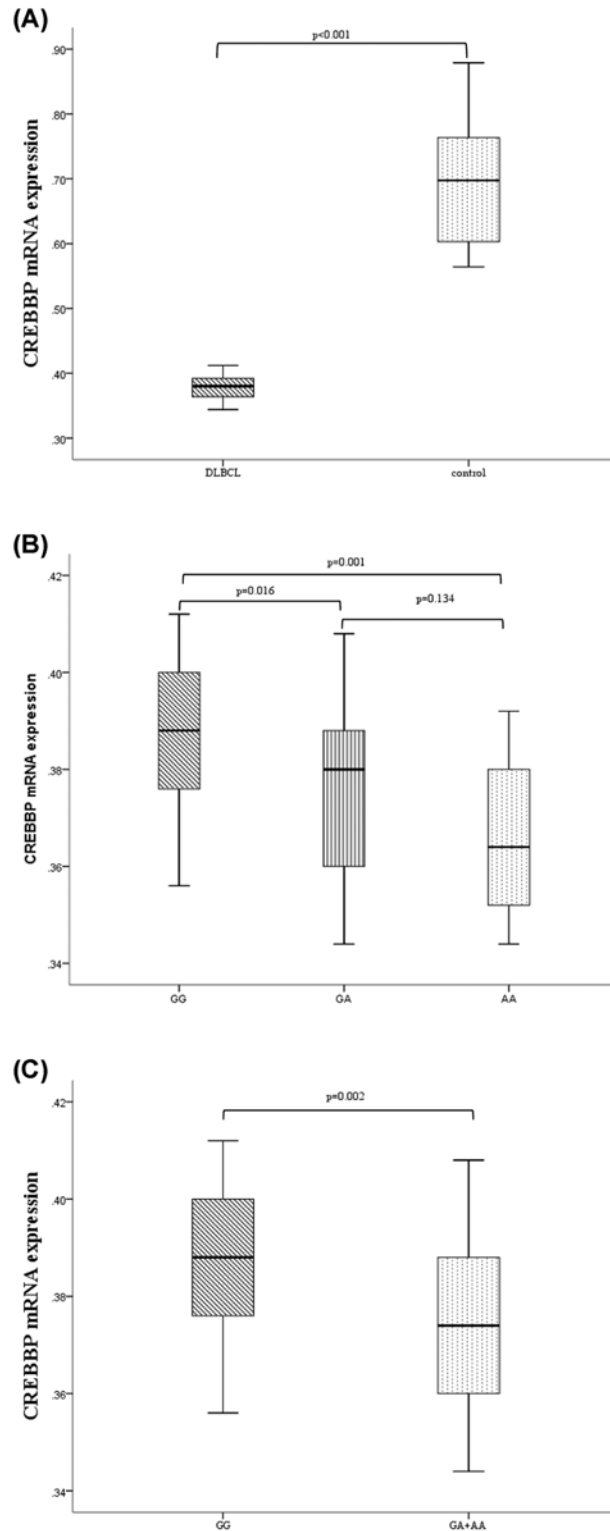 (A)
p<0.001
.90
.80
.70
.60
.50
.40
.30
CREBBP mRNA expression
DLBCL control
(B)
p=0.001
p=0.016
p=0.134
.42
.40
.38
.36
.34
CREBBP mRNA expression
GG GA AA
(C)
p=0.002
.42
.40
.38
.36
.34
CREBBP mRNA expression
GG GA+AA